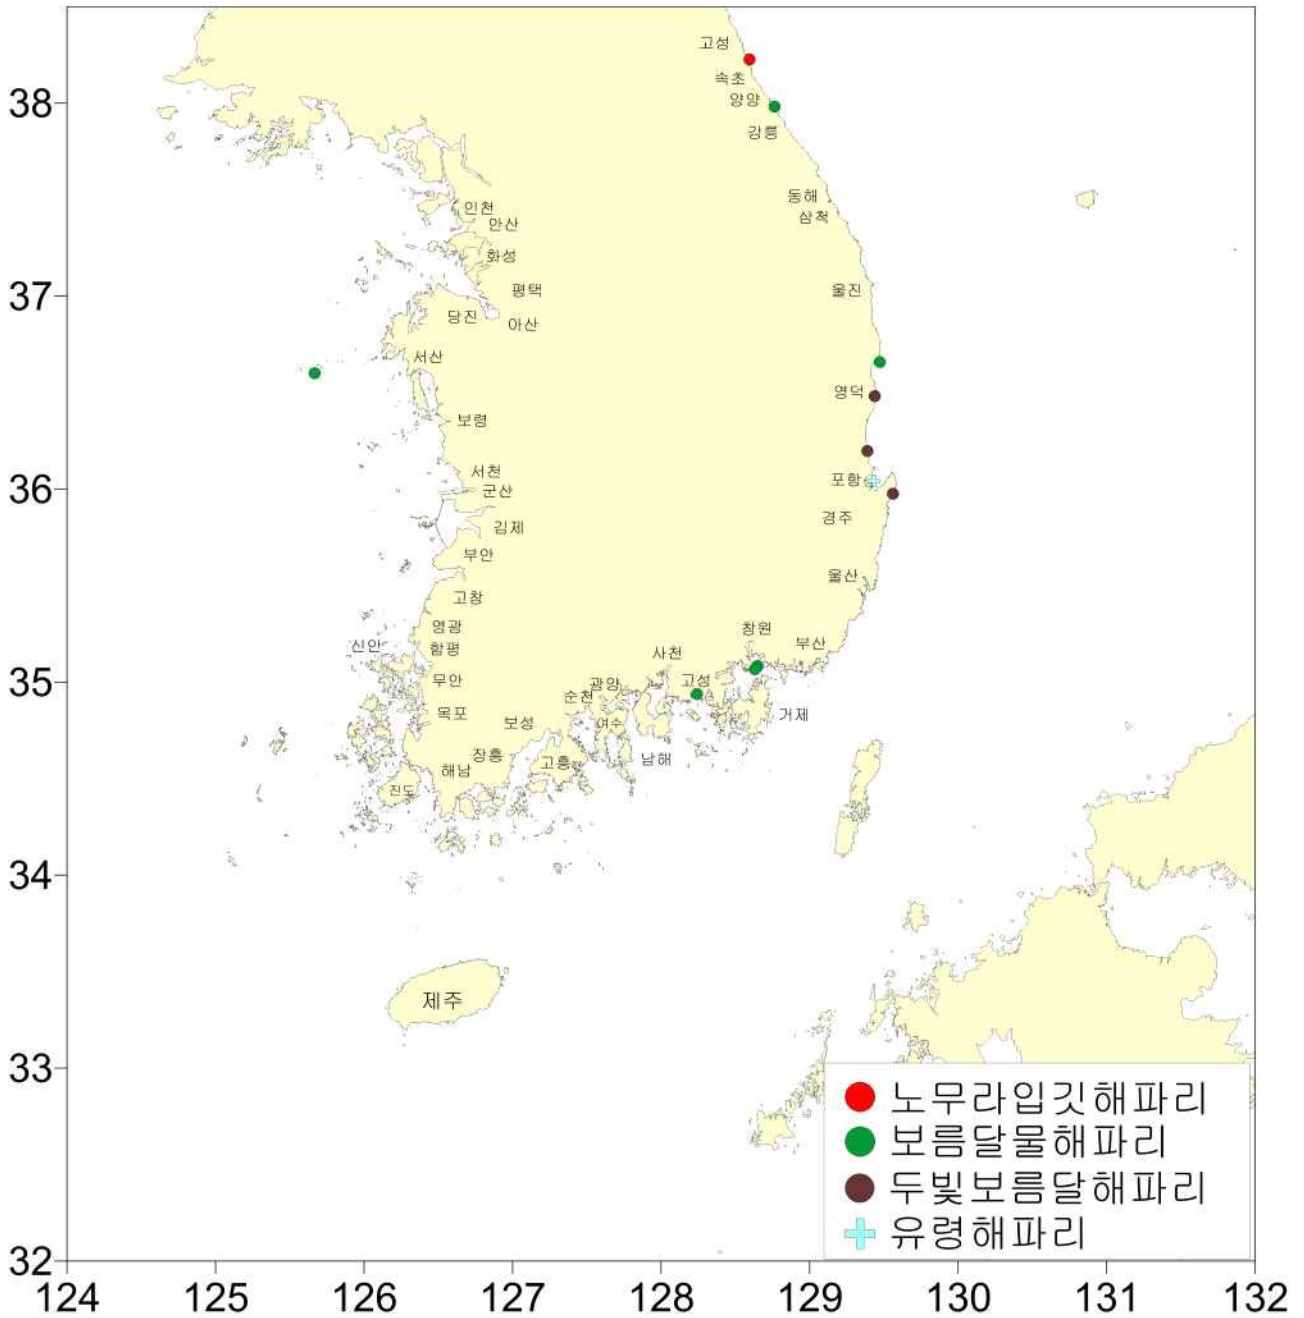 고성
속초
38
양양
강릉
동해
인천
삼척
안산
화성
37
평택
울진
당진
아산
서산
영덕
보령
서천
포항
36
군산
경주
김제
부안
울산
고창
영광
창원
부산
신안
함평
사천
35
무안
고성
광양
순천
목포
거제
보성
여수
장흥
남해
고흥
해남
진도
34
제주
33
노무라입깃해파리
보름달물해파리
두빛보름달해파리
유령해파리
32
124 125 126 127 128 129 130 131 132